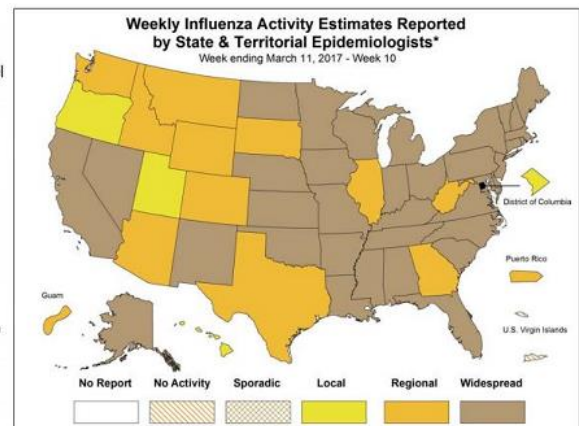 Weekly Influenza Activity Estimates Reported
by State & Territorial Epidemiologists*
Week ending March 11, 2017 - Week 10
District of Columbia
Puerto Rico
Guam
U.S. Virgin Islands
No Report No Activity Sporadic Local Regional Widespread